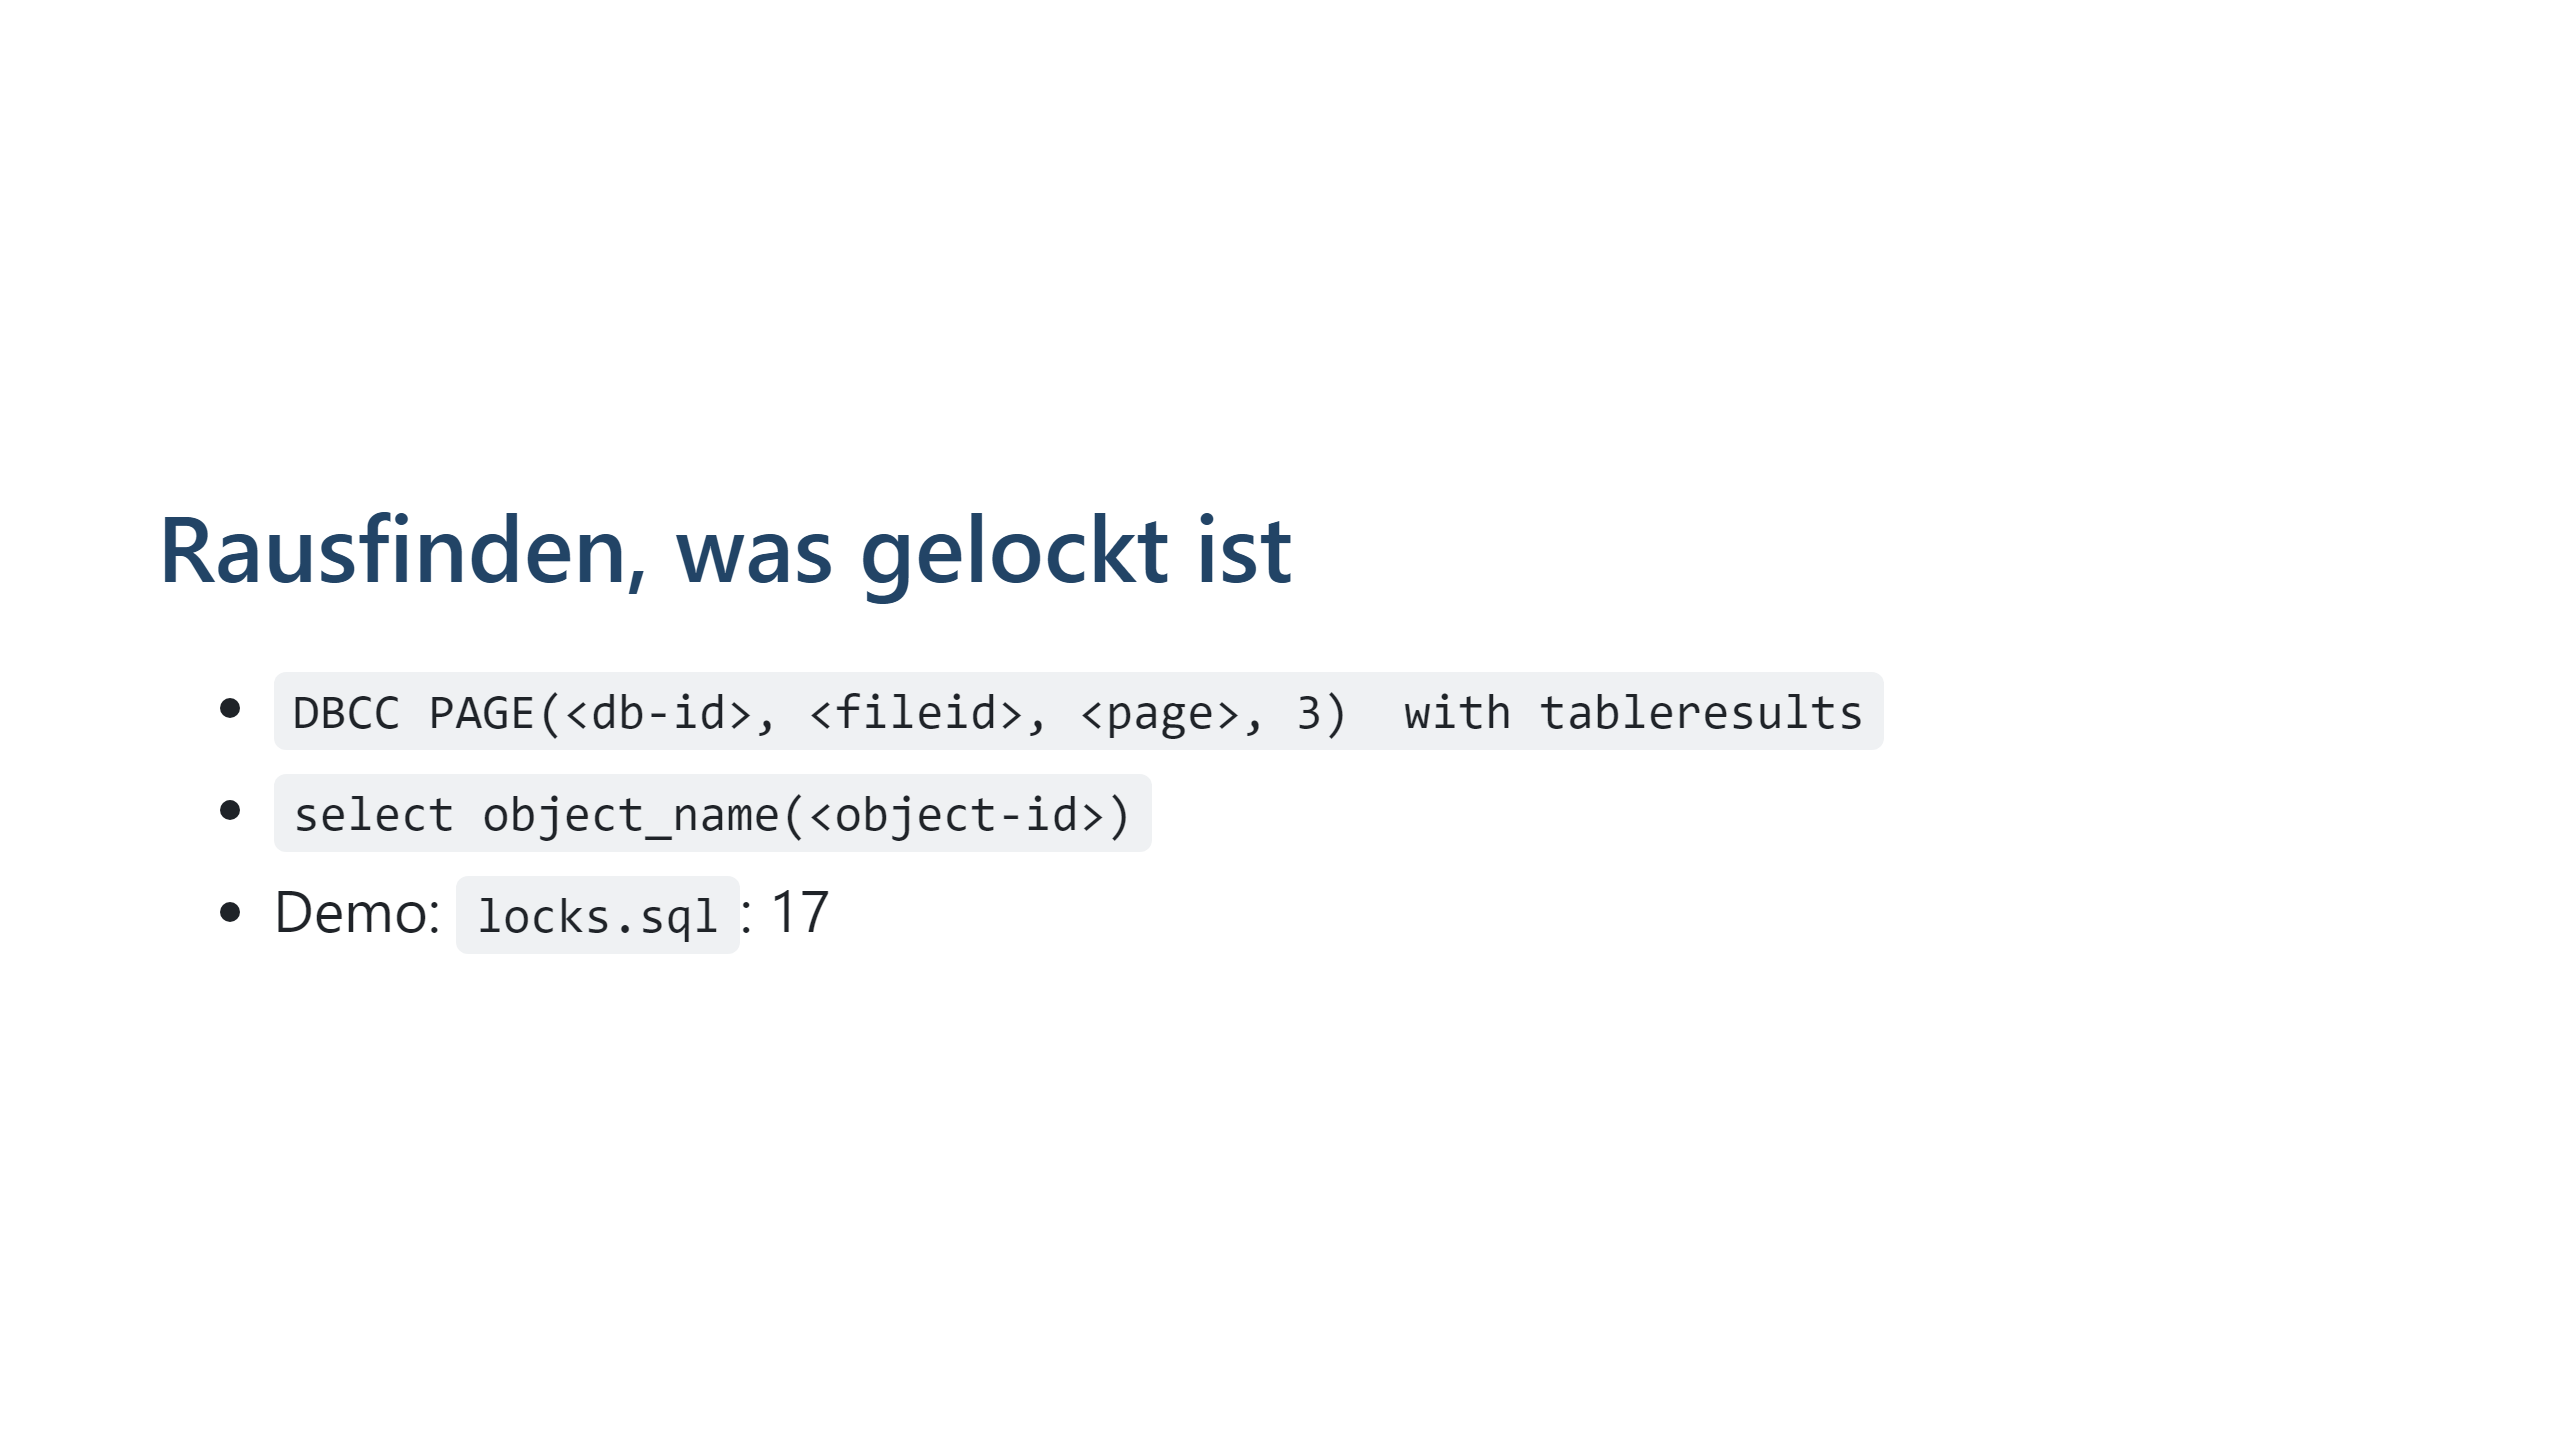 Rausfinden, was gelockt ist
DBCC PAGE(<db-id>, <fileid>, <page>, 3)  with tableresults
select object_name(<object-id>)
Demo: locks.sql: 17